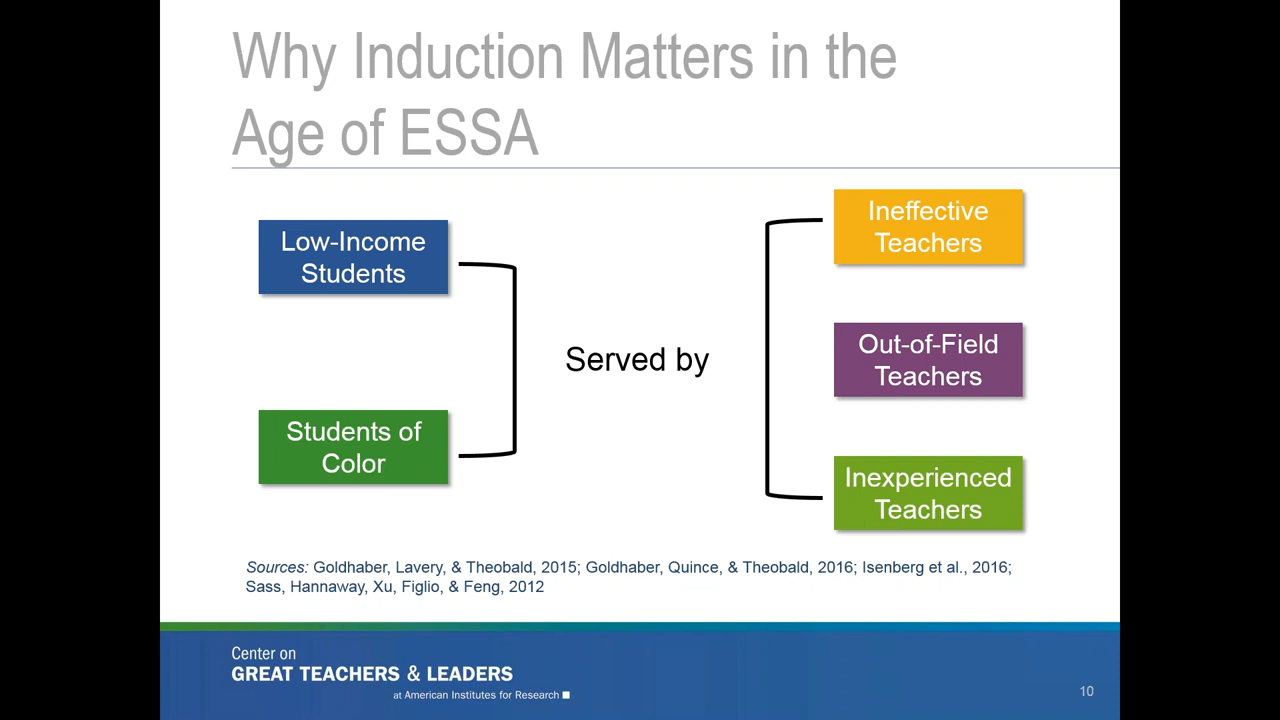 Why Induction Matters in the
Age of ESSA
Low-Income
Students
Students of
Color
Served by
Ineffective
Teachers
Out-of-Field
Teachers
Inexperienced
Teachers
Sources: Goldhaber, Lavery, & Theobald, 2015; Goldhaber, Quince, & Theobald, 2016; Isenberg et al., 2016;
Sass, Hannaway, Xu, Figlio, & Feng, 2012
Center on
GREAT TEACHERS & LEADERS
at American Institutes for Research
10